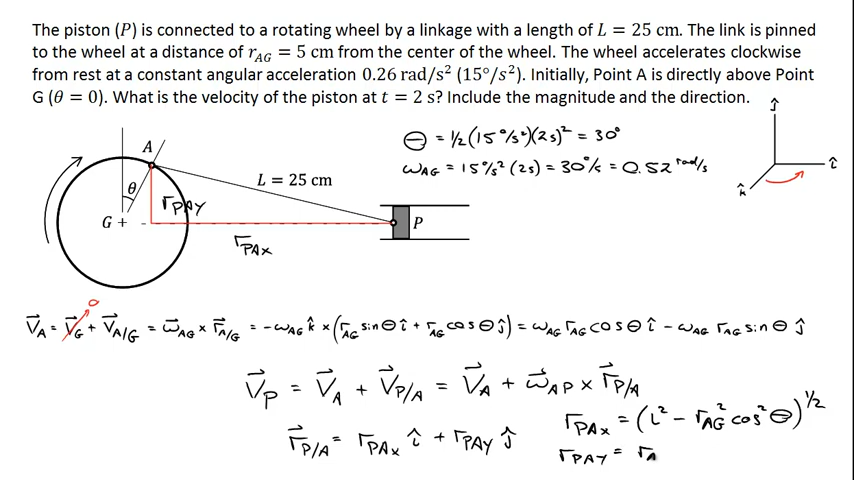 The piston (P) is connected to a rotating wheel by a linkage with a length of L = 25 cm. The link is pinned
to the wheel at a distance of r_AG = 5 cm from the center of the wheel. The wheel accelerates clockwise
from rest at a constant angular acceleration 0.26 rad/s² (15°/s²). Initially, Point A is directly above Point
G (θ = 0). What is the velocity of the piston at t = 2 s? Include the magnitude and the direction.
ĵ
î
k̂
Θ = 1/2 (15°/s²)(2s)² = 30°
ω_AG = 15°/s² (2s) = 30°/s = 0.52 rad/s
A
θ
L = 25 cm
r_PAY
G +
P
r_PAx
V⃗_A = V⃗_G⁰ + V⃗_A/G = ω⃗_AG × r⃗_A/G = -ω_AG k̂ × (r_AG sin Θ î + r_AG cos Θ ĵ) = ω_AG r_AG cos Θ î - ω_AG r_AG sin Θ ĵ
V⃗_P = V⃗_A + V⃗_P/A = V⃗_A + ω⃗_AP × r⃗_P/A
r⃗_P/A = r_PAx î + r_PAY ĵ
r_PAx = (L² - r_AG² cos² Θ)^1/2
r_PAY = r_A